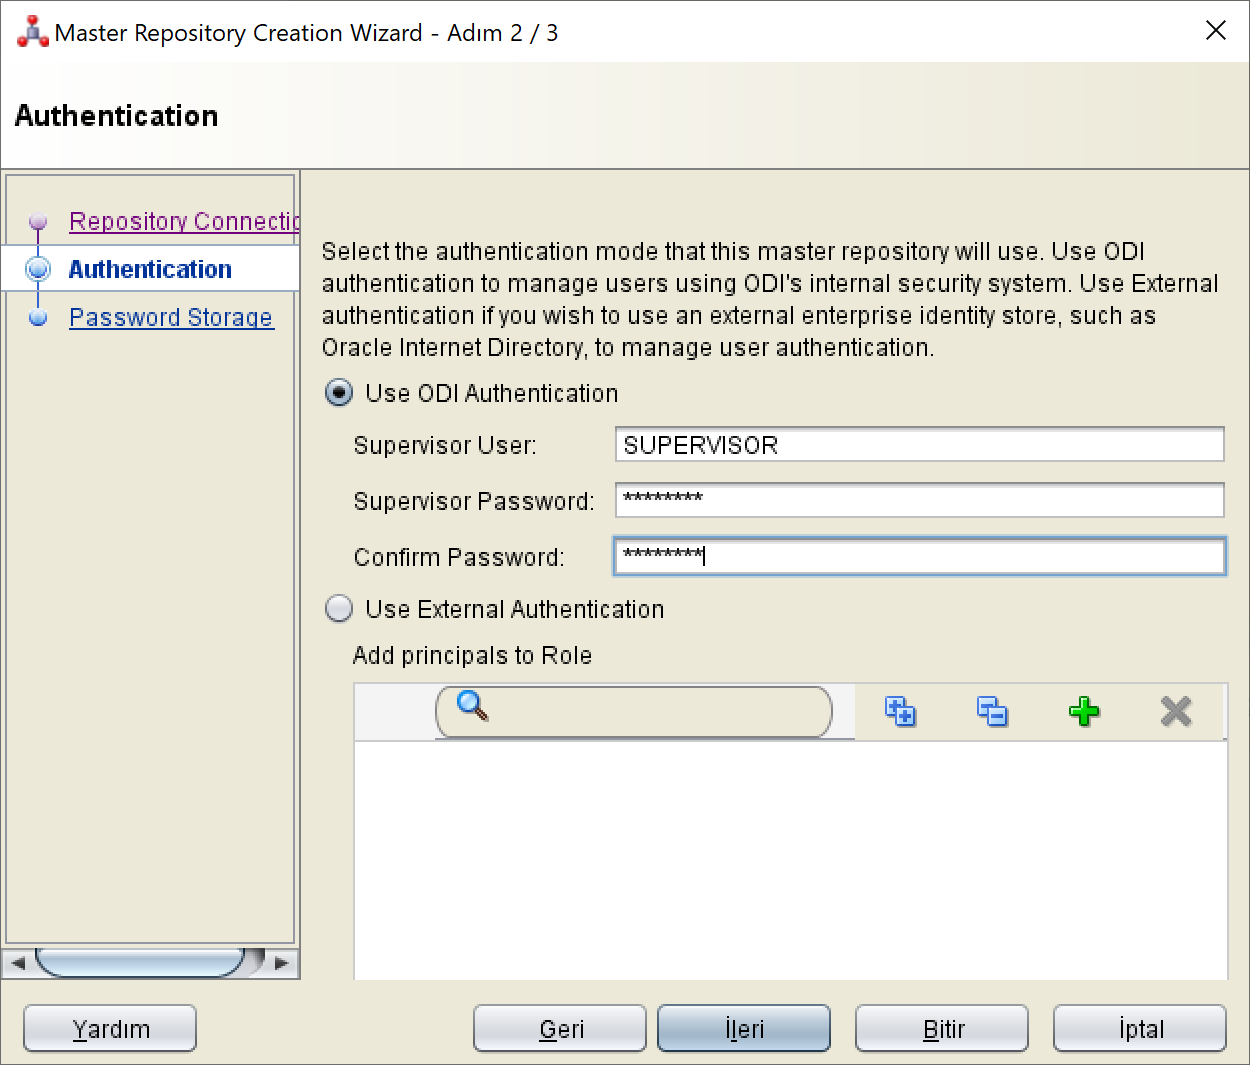 Master Repository Creation Wizard - Adım 2 / 3
Authentication
Repository Connectio
Authentication
Password Storage
Select the authentication mode that this master repository will use. Use ODI
authentication to manage users using ODI's internal security system. Use External
authentication if you wish to use an external enterprise identity store, such as
Oracle Internet Directory, to manage user authentication.
Use ODI Authentication
Supervisor User: SUPERVISOR
Supervisor Password: ********
Confirm Password: ********
Use External Authentication
Add principals to Role
Yardım Geri İleri Bitir İptal